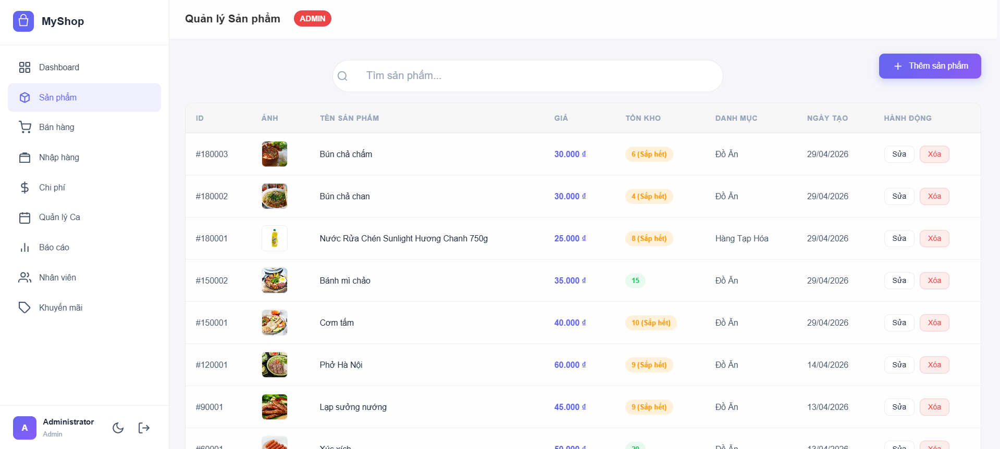 MyShop
Dashboard
Sản phẩm
Bán hàng
Nhập hàng
Chi phí
Quản lý Ca
Báo cáo
Nhân viên
Khuyến mãi
A
Administrator
Admin
Quản lý Sản phẩm ADMIN
Tìm sản phẩm...
Thêm sản phẩm
ID ẢNH TÊN SẢN PHẨM GIÁ TỒN KHO DANH MỤC NGÀY TẠO HÀNH ĐỘNG
#180003 Bún chả chấm 30.000 ₫ 6 (Sắp hết) Đồ Ăn 29/04/2026 Sửa Xóa
#180002 Bún chả chan 30.000 ₫ 4 (Sắp hết) Đồ Ăn 29/04/2026 Sửa Xóa
#180001 Nước Rửa Chén Sunlight Hương Chanh 750g 25.000 ₫ 8 (Sắp hết) Hàng Tạp Hóa 29/04/2026 Sửa Xóa
#150002 Bánh mì chảo 35.000 ₫ 15 Đồ Ăn 29/04/2026 Sửa Xóa
#150001 Cơm tấm 40.000 ₫ 10 (Sắp hết) Đồ Ăn 29/04/2026 Sửa Xóa
#120001 Phở Hà Nội 60.000 ₫ 9 (Sắp hết) Đồ Ăn 14/04/2026 Sửa Xóa
#90001 Lạp sưởng nướng 45.000 ₫ 9 (Sắp hết) Đồ Ăn 13/04/2026 Sửa Xóa
#60001 Xúc xích 50.000 ₫ 20 Đồ Ăn 13/04/2026 Sửa Xóa